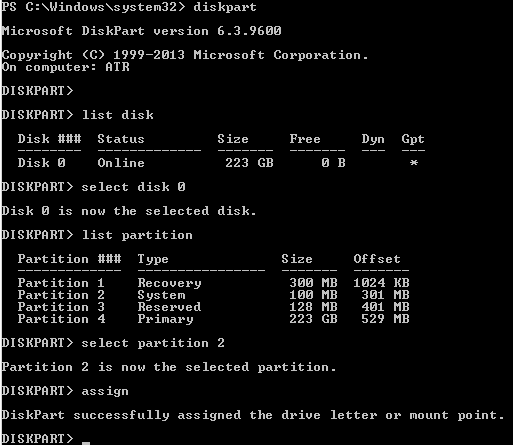 PS C:\Windows\system32> diskpart
Microsoft DiskPart version 6.3.9600
Copyright (C) 1999-2013 Microsoft Corporation.
On computer: ATR
DISKPART>
DISKPART> list disk
  Disk ###  Status         Size     Free     Dyn  Gpt
  --------  -------------  -------  -------  ---  ---
  Disk 0    Online          223 GB      0 B        *
DISKPART> select disk 0
Disk 0 is now the selected disk.
DISKPART> list partition
  Partition ###  Type              Size     Offset
  -------------  ----------------  -------  -------
  Partition 1    Recovery           300 MB  1024 KB
  Partition 2    System             100 MB   301 MB
  Partition 3    Reserved           128 MB   401 MB
  Partition 4    Primary            223 GB   529 MB
DISKPART> select partition 2
Partition 2 is now the selected partition.
DISKPART> assign
DiskPart successfully assigned the drive letter or mount point.
DISKPART> _